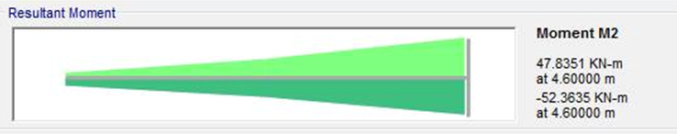 Resultant Moment
Moment M2
47.8351 KN-m
at 4.60000 m
-52.3635 KN-m
at 4.60000 m